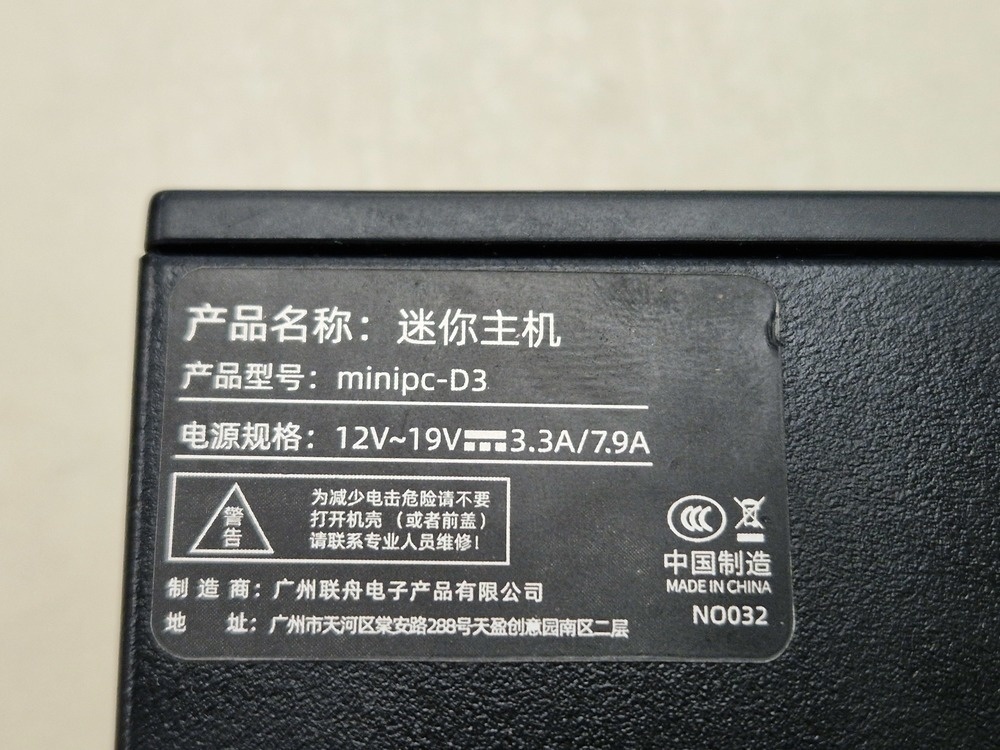 产品名称：迷你主机
产品型号：minipc-D3
电源规格：12V~19V⎓3.3A/7.9A
警告
为减少电击危险请不要
打开机壳（或者前盖）
请联系专业人员维修！
CCC
中国制造
MADE IN CHINA
NO032
制造商：广州联舟电子产品有限公司
地址：广州市天河区棠安路288号天盈创意园南区二层